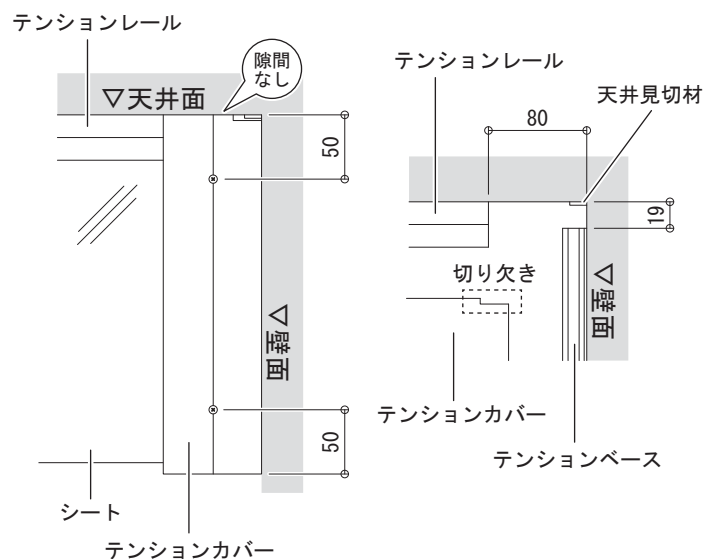 テンションレール
▽天井面
隙間
なし
50
▽壁面
50
シート
テンションカバー
テンションレール
天井見切材
80
19
切り欠き
▽壁面
テンションカバー
テンションベース